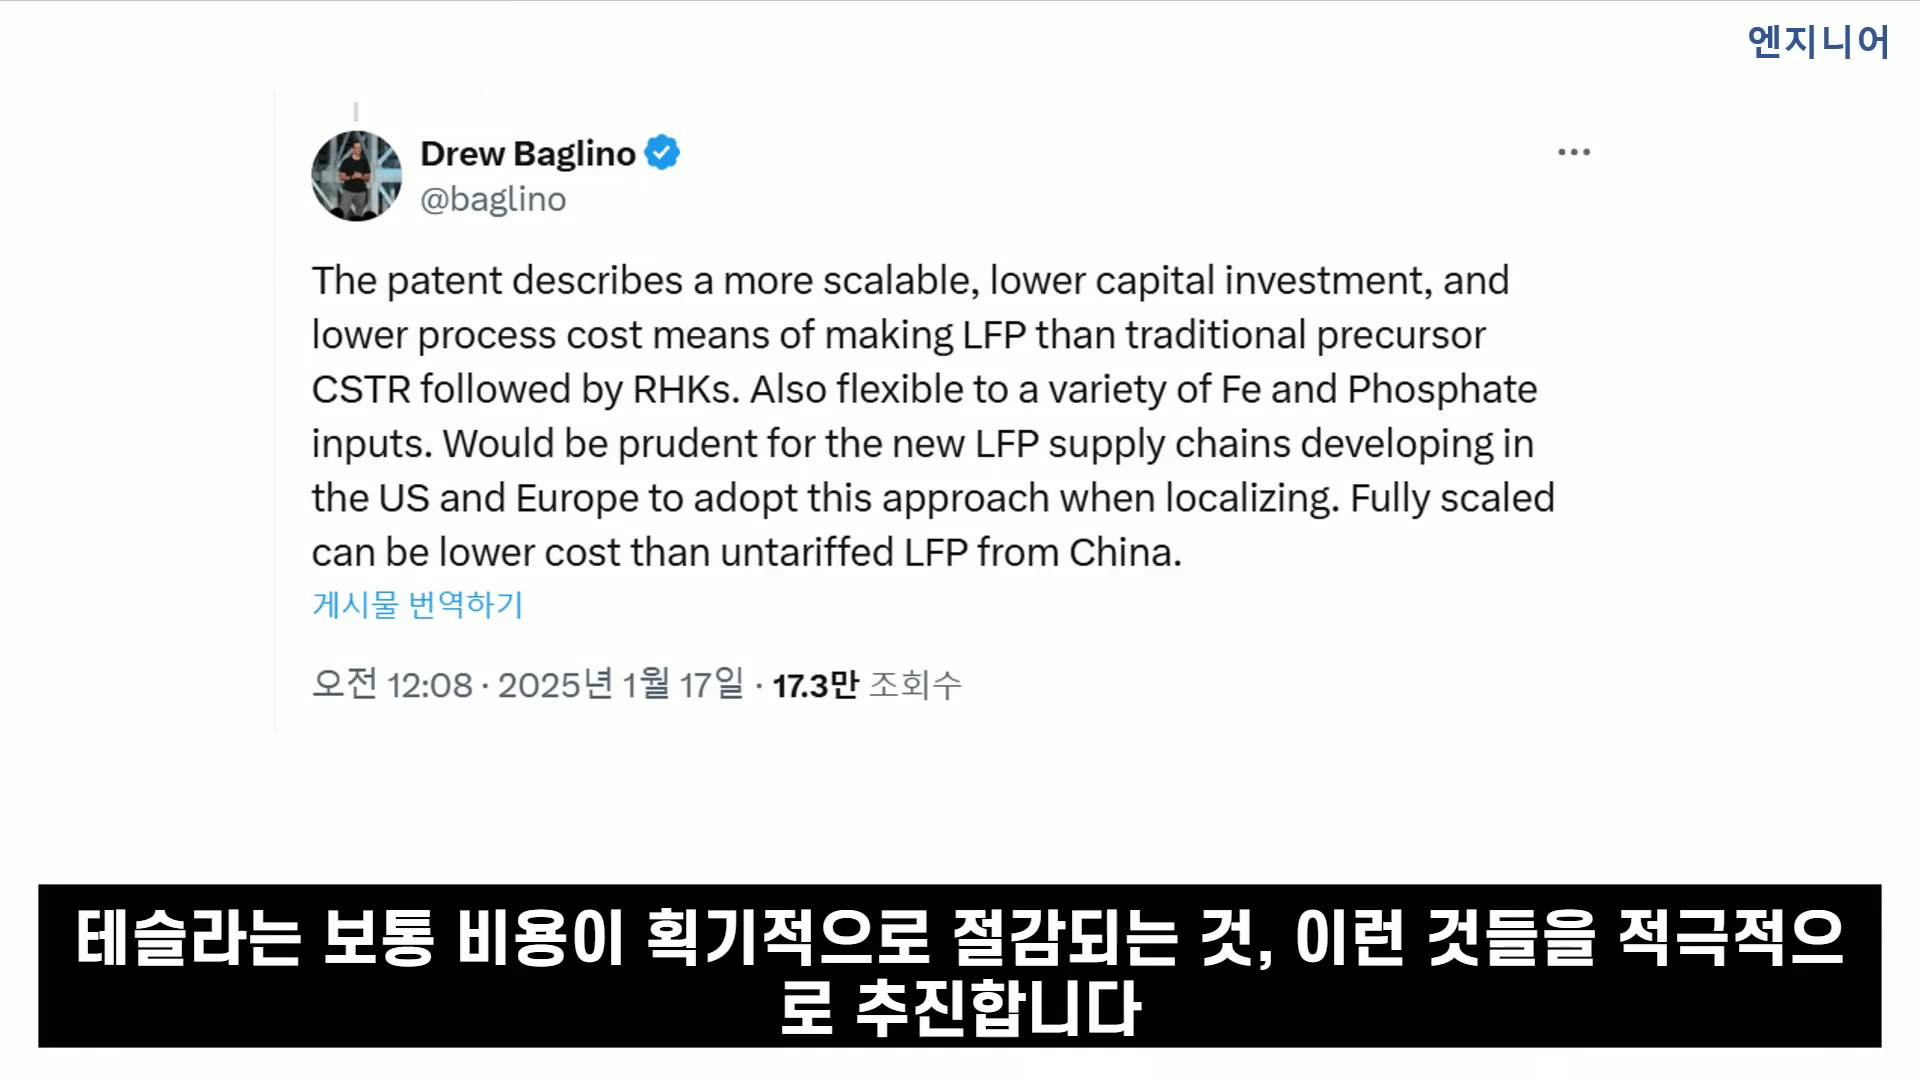 엔지니어
Drew Baglino
@baglino
The patent describes a more scalable, lower capital investment, and
lower process cost means of making LFP than traditional precursor
CSTR followed by RHKs. Also flexible to a variety of Fe and Phosphate
inputs. Would be prudent for the new LFP supply chains developing in
the US and Europe to adopt this approach when localizing. Fully scaled
can be lower cost than untariffed LFP from China.
게시물 번역하기
오전 12:08 · 2025년 1월 17일 · 17.3만 조회수
테슬라는 보통 비용이 획기적으로 절감되는 것, 이런 것들을 적극적으
로 추진합니다